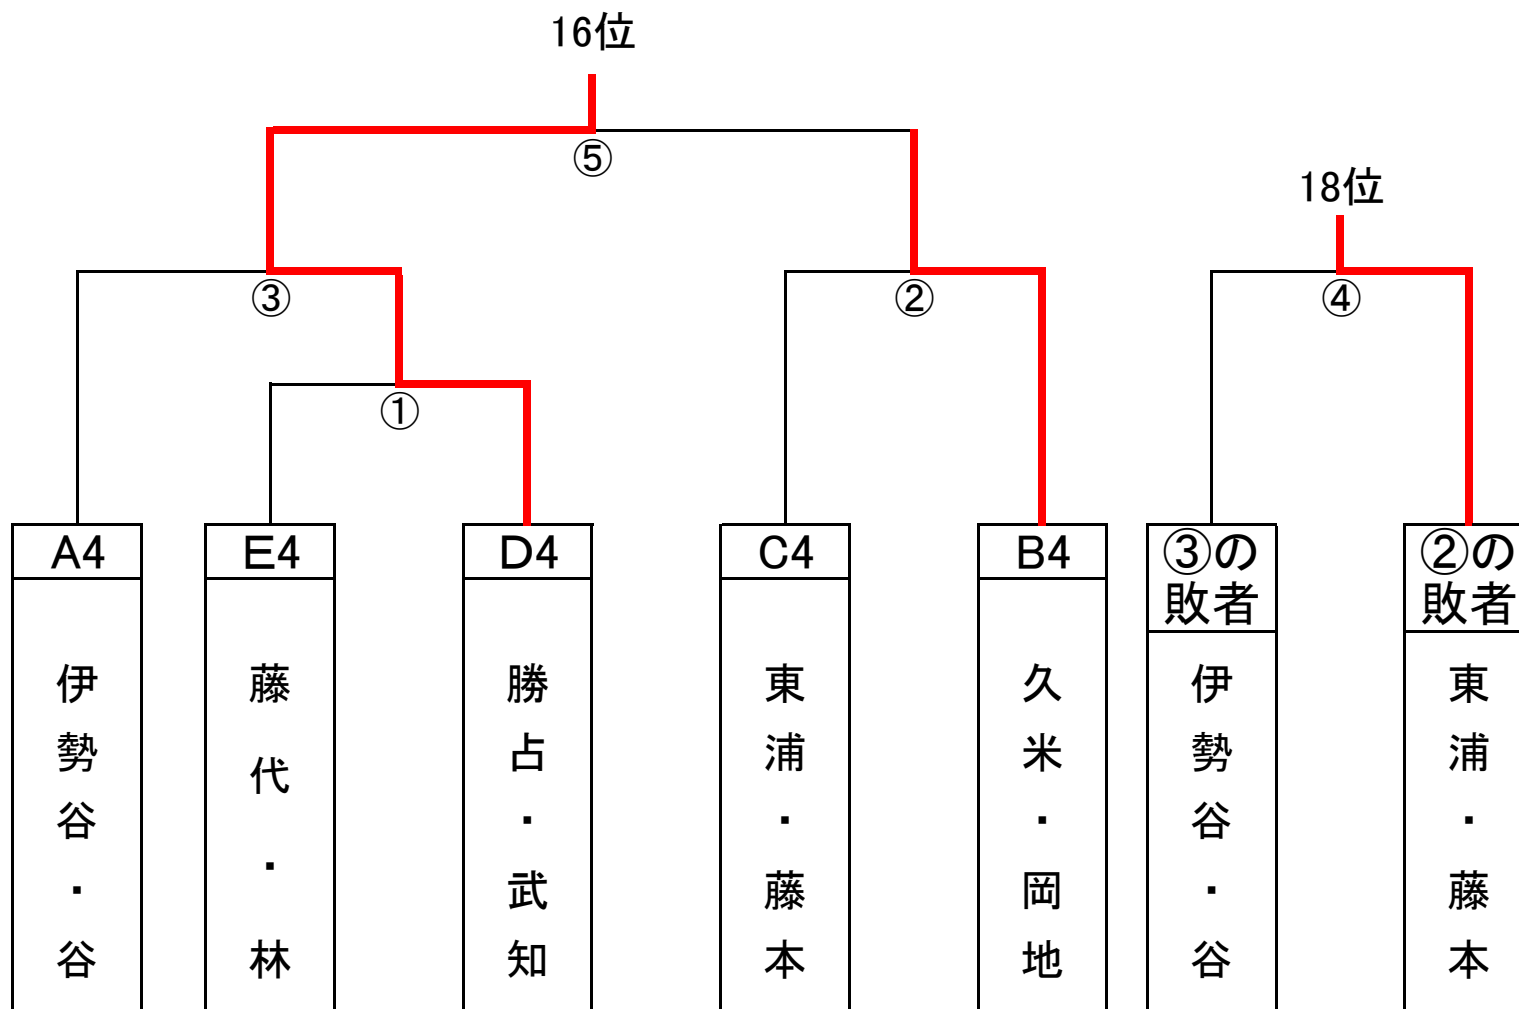 16位
⑤
18位
③
②
④
①
A4
E4
D4
C4
B4
③の
敗者
②の
敗者
伊勢谷・谷
藤代・林
勝占・武知
東浦・藤本
久米・岡地
伊勢谷・谷
東浦・藤本